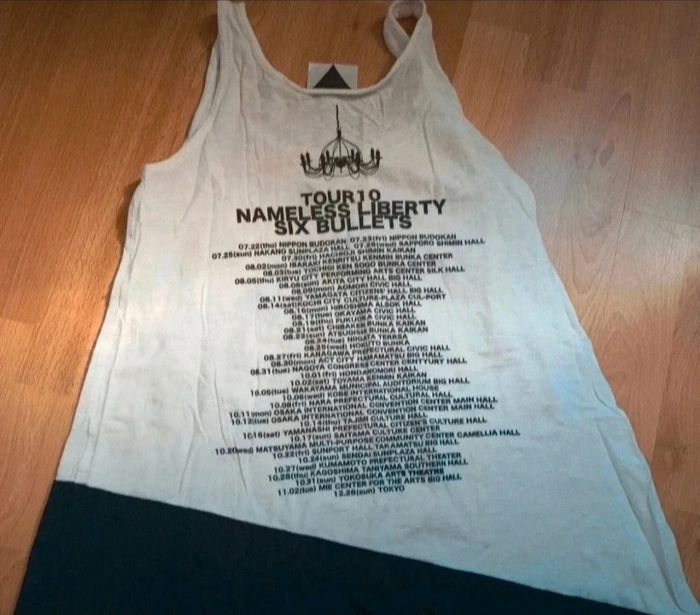 TOUR10
NAMELESS LIBERTY
SIX BULLETS
07.22(thu) NIPPON BUDOKAN 07.23(fri) NIPPON BUDOKAN
07.25(sun) NAKANO SUNPLAZA HALL 07.28(wed) SAPPORO SHIMIN HALL
07.30(fri) HACHIOJI SHIMIN KAIKAN
08.02(mon) IBARAKI KENRITSU KENMIN BUNKA CENTER
08.03(tue) TOCHIGI KEN SOGO BUNKA CENTER
08.05(thu) KIRYU CITY PERFORMING ARTS CENTER SILK HALL
08.08(sun) AKITA CITY HALL BIG HALL
08.09(mon) AOMORI CIVIC HALL
08.11(wed) YAMAGATA CITIZENS' HALL BIG HALL
08.14(sat)KOCHI CITY CULTURE-PLAZA CUL-PORT
08.16(mon) HIROSHIMA ALSOK HALL
08.17(tue) OKAYAMA CIVIC HALL
08.19(thu) FUKUOKA CIVIC HALL
08.21(sat) CHIBAKEN BUNKA KAIKAN
08.22(sun) ATSUGISHI BUNKA KAIKAN
08.24(tue) NIIGATA TERRSA
08.25(wed) HOKUTO BUNKA
08.27(fri) KANAGAWA PREFECTURAL CIVIC HALL
08.30(mon) ACT CITY HAMAMATSU BIG HALL
08.31(tue) NAGOYA CONGRESS CENTER CENTYURY HALL
10.01(fri) HOKUDENKOMORI HALL
10.02(sat) TOYAMA KENMIN KAIKAN
10.05(tue) WAKAYAMA MUNICIPAL AUDITORIUM BIG HALL
10.06(wed) KOBE INTERNATIONAL HOUSE
10.08(fri) NARA PREFECTURAL CULTURAL HALL
10.11(mon) OSAKA INTERNATIONAL CONVENTION CENTER MAIN HALL
10.12(tue) OSAKA INTERNATIONAL CONVENTION CENTER MAIN HALL
10.14(thu) TAJIMI CULTURE HALL
10.16(sat) YAMANASHI PREFECTURAL CITIZEN'S CULTURE HALL
10.17(sun) SAITAMA CULTURE CENTER
10.20(wed) MATSUYAMA MULTI-PURPOSE COMMUNITY CENTER CAMELLIA HALL
10.22(fri) SUNPORT HALL TAKAMATSU BIG HALL
10.24(sun) SENDAI SUNPLAZA HALL
10.27(wed) KUMAMOTO PREFECTURAL THEATER
10.28(thu) KAGOSHIMA TANIYAMA SOUTHERN HALL
10.31(sun) YOKOSUKA ARTS THEATRE
11.02(tue) MIE CENTER FOR THE ARTS BIG HALL
12.26(sun) TOKYO